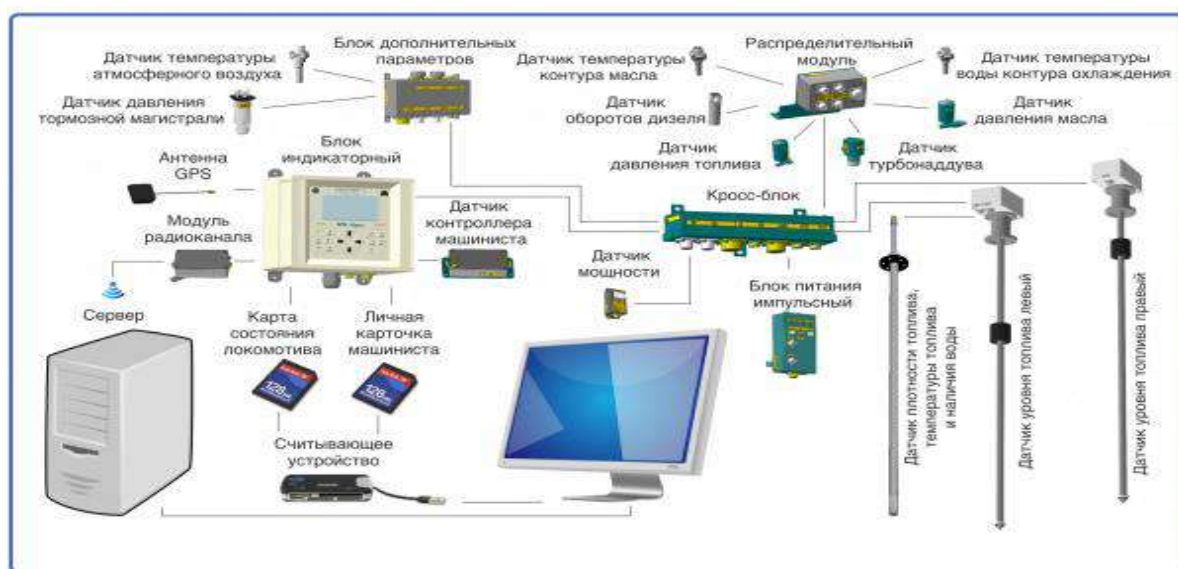 Датчик температуры
атмосферного воздуха
Блок дополнительных
параметров
Датчик температуры
контура масла
Распределительный
модуль
Датчик температуры
воды контура охлаждения
Датчик давления
тормозной магистрали
Датчик
оборотов дизеля
Датчик
давления масла
Датчик
давления топлива
Датчик
турбонаддува
Антенна
GPS
Блок
индикаторный
Кросс-блок
Модуль
радиоканала
Датчик
контроллера
машиниста
Датчик
мощности
Блок питания
импульсный
Сервер
Карта
состояния
локомотива
Личная
карточка
машиниста
128
128
Считывающее
устройство
Датчик плотности топлива,
температуры топлива
и наличия воды
Датчик уровня топлива левый
Датчик уровня топлива правый